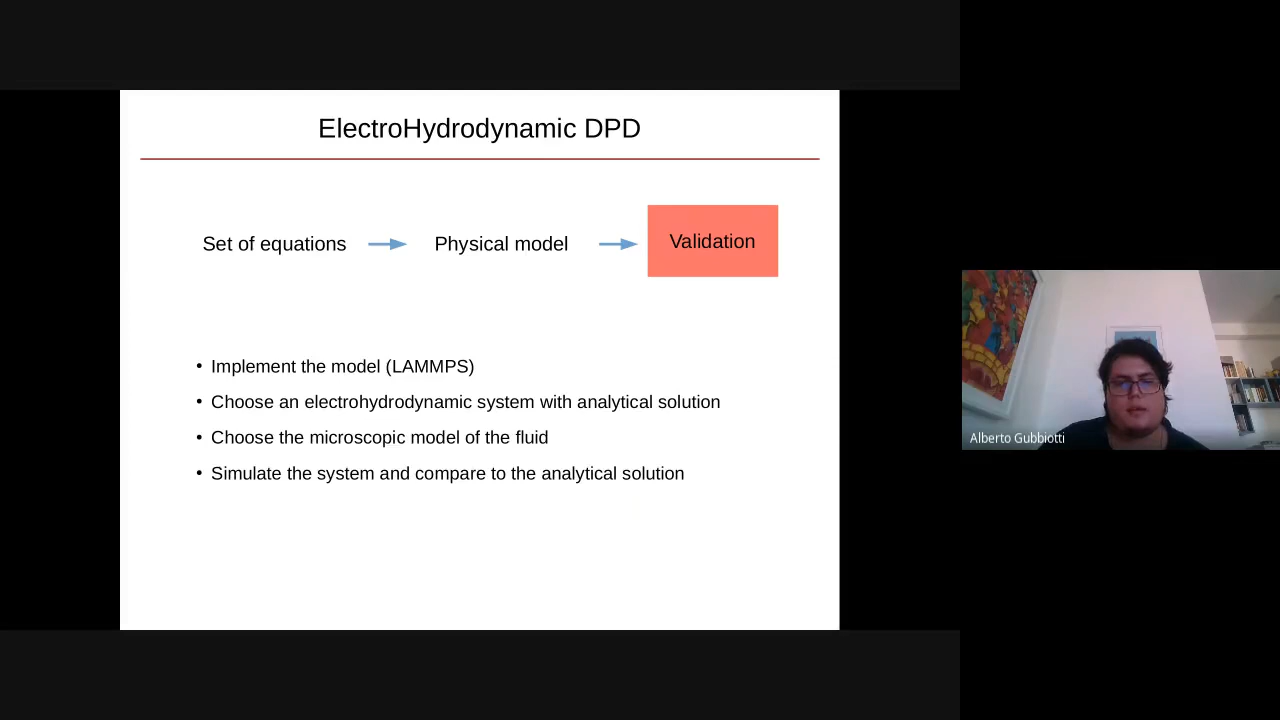 ElectroHydrodynamic DPD
Set of equations
Physical model
Validation
• Implement the model (LAMMPS)
• Choose an electrohydrodynamic system with analytical solution
• Choose the microscopic model of the fluid
• Simulate the system and compare to the analytical solution
Alberto Gubbiotti